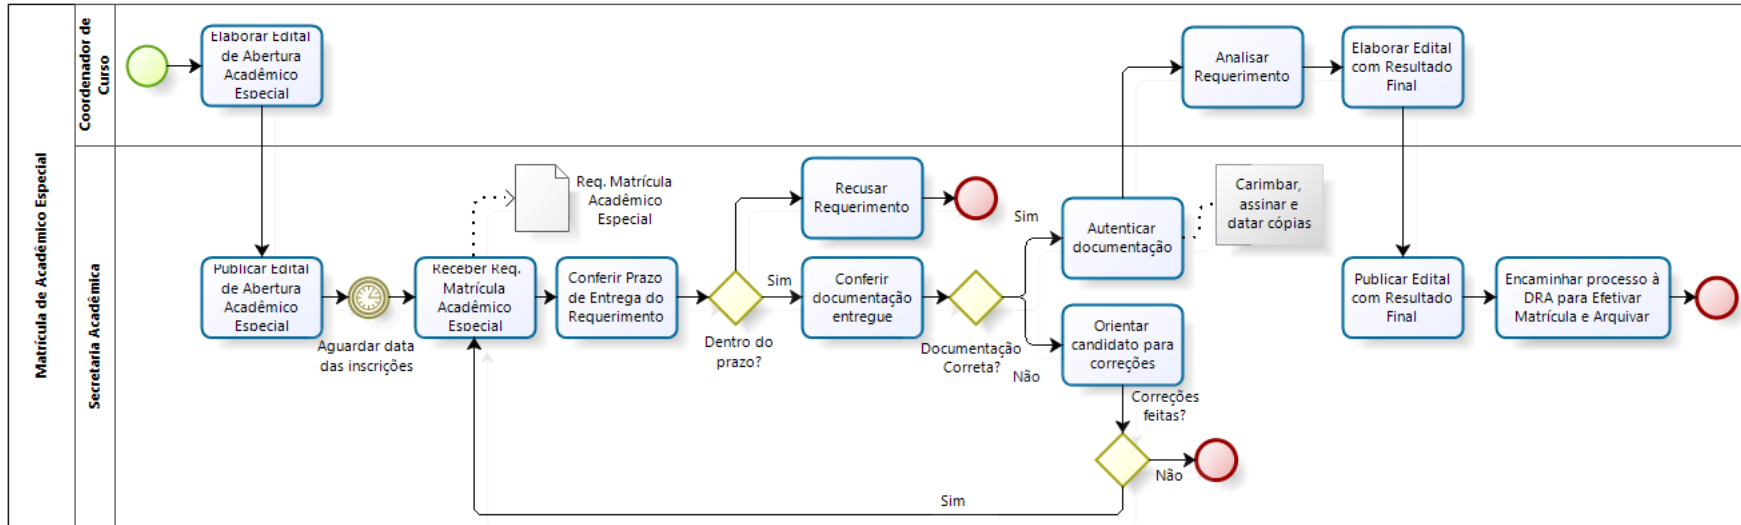 Matrícula de Acadêmico Especial
Coordenador de
Curso
Elaborar Edital
de Abertura
Acadêmico
Especial
Analisar
Requerimento
Elaborar Edital
com Resultado
Final
Secretaria Acadêmica
Publicar Edital
de Abertura
Acadêmico
Especial
Aguardar data
das inscrições
Receber Req.
Matrícula
Acadêmico
Especial
Req. Matrícula
Acadêmico
Especial
Conferir Prazo
de Entrega do
Requerimento
Dentro do
prazo?
Recusar
Requerimento
Sim
Conferir
documentação
entregue
Documentação
Correta?
Sim
Autenticar
documentação
Carimbar,
assinar e
datar cópias
Não
Orientar
candidato para
correções
Correções
feitas?
Não
Sim
Publicar Edital
com Resultado
Final
Encaminhar processo à
DRA para Efetivar
Matrícula e Arquivar